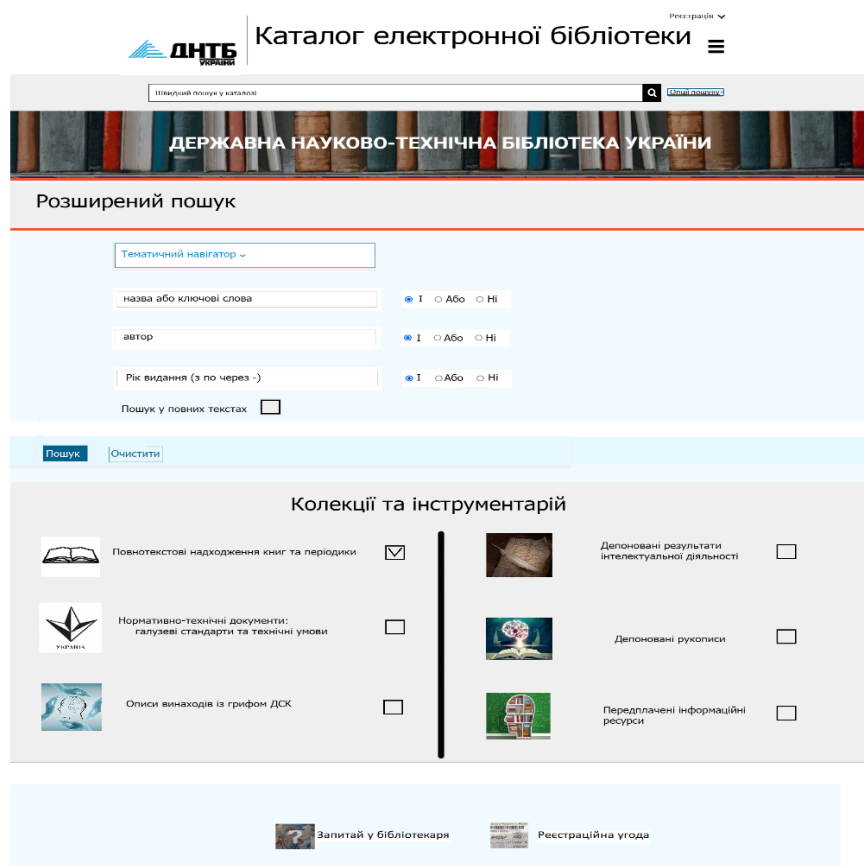 Реєстрація
ДНТБ
УКРАЇНИ
Каталог електронної бібліотеки
Швидкий пошук у каталозі
Опції пошуку
ДЕРЖАВНА НАУКОВО-ТЕХНІЧНА БІБЛІОТЕКА УКРАЇНИ
Розширений пошук
Тематичний навігатор
назва або ключові слова І Або Ні
автор І Або Ні
Рік видання (з по через -) І Або Ні
Пошук у повних текстах
Пошук Очистити
Колекції та інструментарій
Повнотекстові надходження книг та періодики
Депоновані результати
інтелектуальної діяльності
Нормативно-технічні документи:
галузеві стандарти та технічні умови
УКРАЇНА
Депоновані рукописи
Описи винаходів із грифом ДСК
Передплачені інформаційні
ресурси
Запитай у бібліотекаря Реєстраційна угода